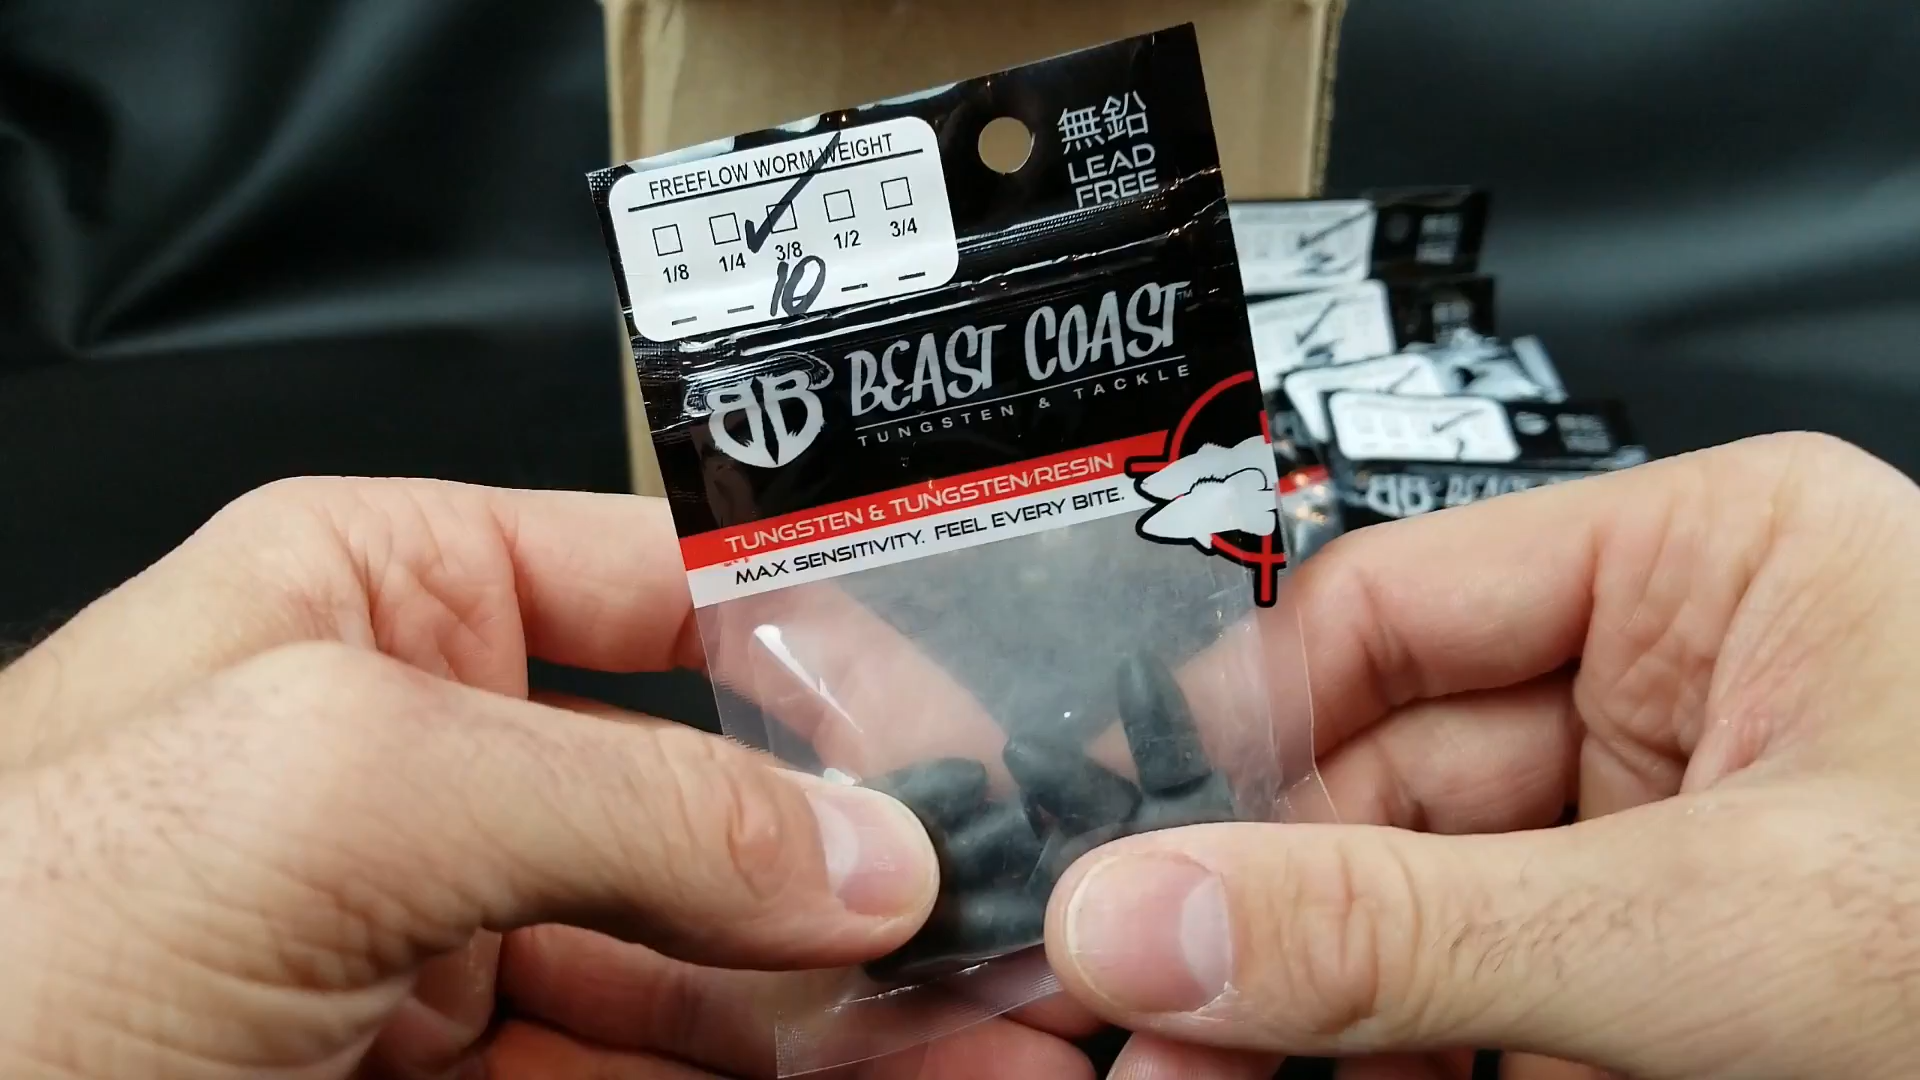 FREEFLOW WORM WEIGHT
1/8 1/4 3/8 1/2 3/4
10
無鉛
LEAD
FREE
BEAST COAST™
TUNGSTEN & TACKLE
TUNGSTEN & TUNGSTEN/RESIN
MAX SENSITIVITY. FEEL EVERY BITE.